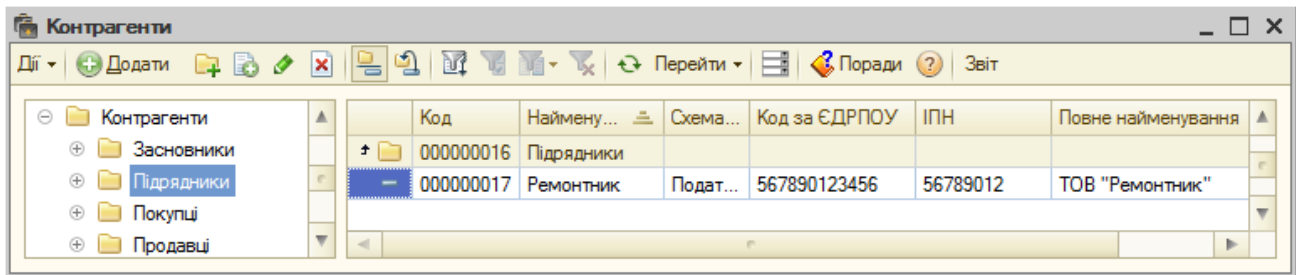 Контрагенти
Дії Додати Перейти Поради Звіт
Контрагенти
Засновники
Підрядники
Покупці
Продавці
Код Наймену... Схема... Код за ЄДРПОУ ІПН Повне найменування
000000016 Підрядники
000000017 Ремонтник Подат... 567890123456 56789012 ТОВ "Ремонтник"